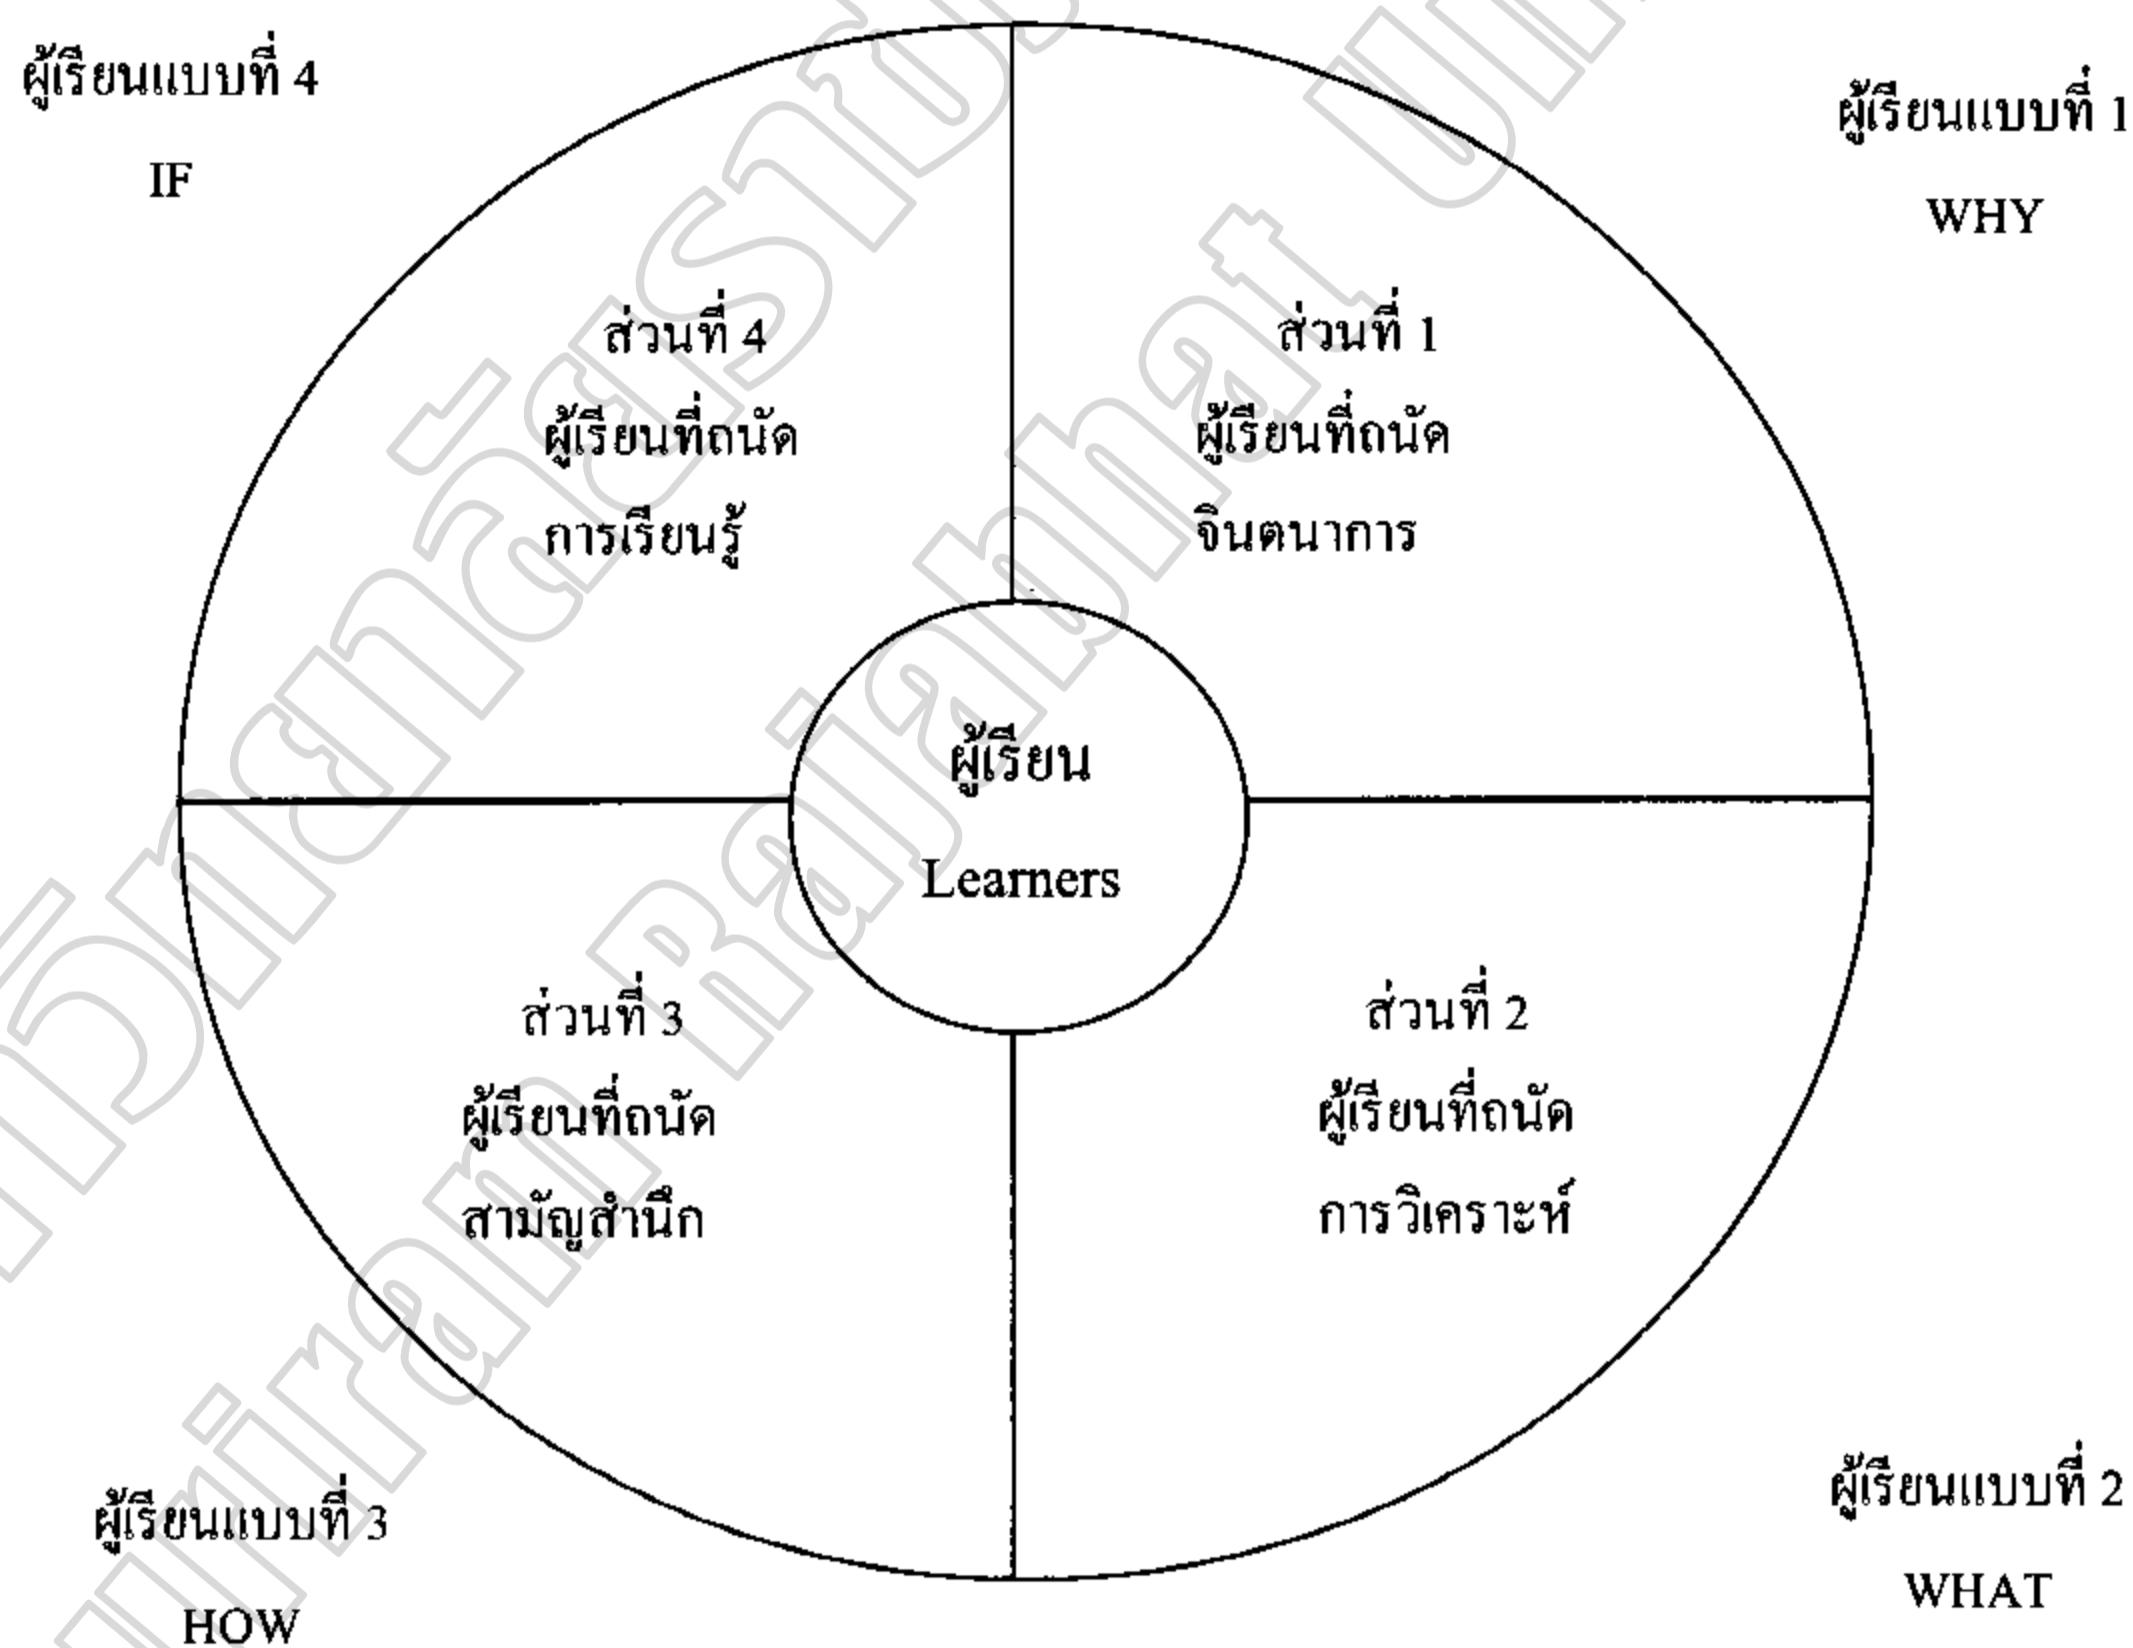 ผู้เรียนแบบที่ 4
IF
ผู้เรียนแบบที่ 1
WHY
ส่วนที่ 4
ผู้เรียนที่ถนัด
การเรียนรู้
ส่วนที่ 1
ผู้เรียนที่ถนัด
จินตนาการ
ผู้เรียน
Learners
ส่วนที่ 3
ผู้เรียนที่ถนัด
สามัญสำนึก
ส่วนที่ 2
ผู้เรียนที่ถนัด
การวิเคราะห์
ผู้เรียนแบบที่ 3
HOW
ผู้เรียนแบบที่ 2
WHAT
Rajabhat